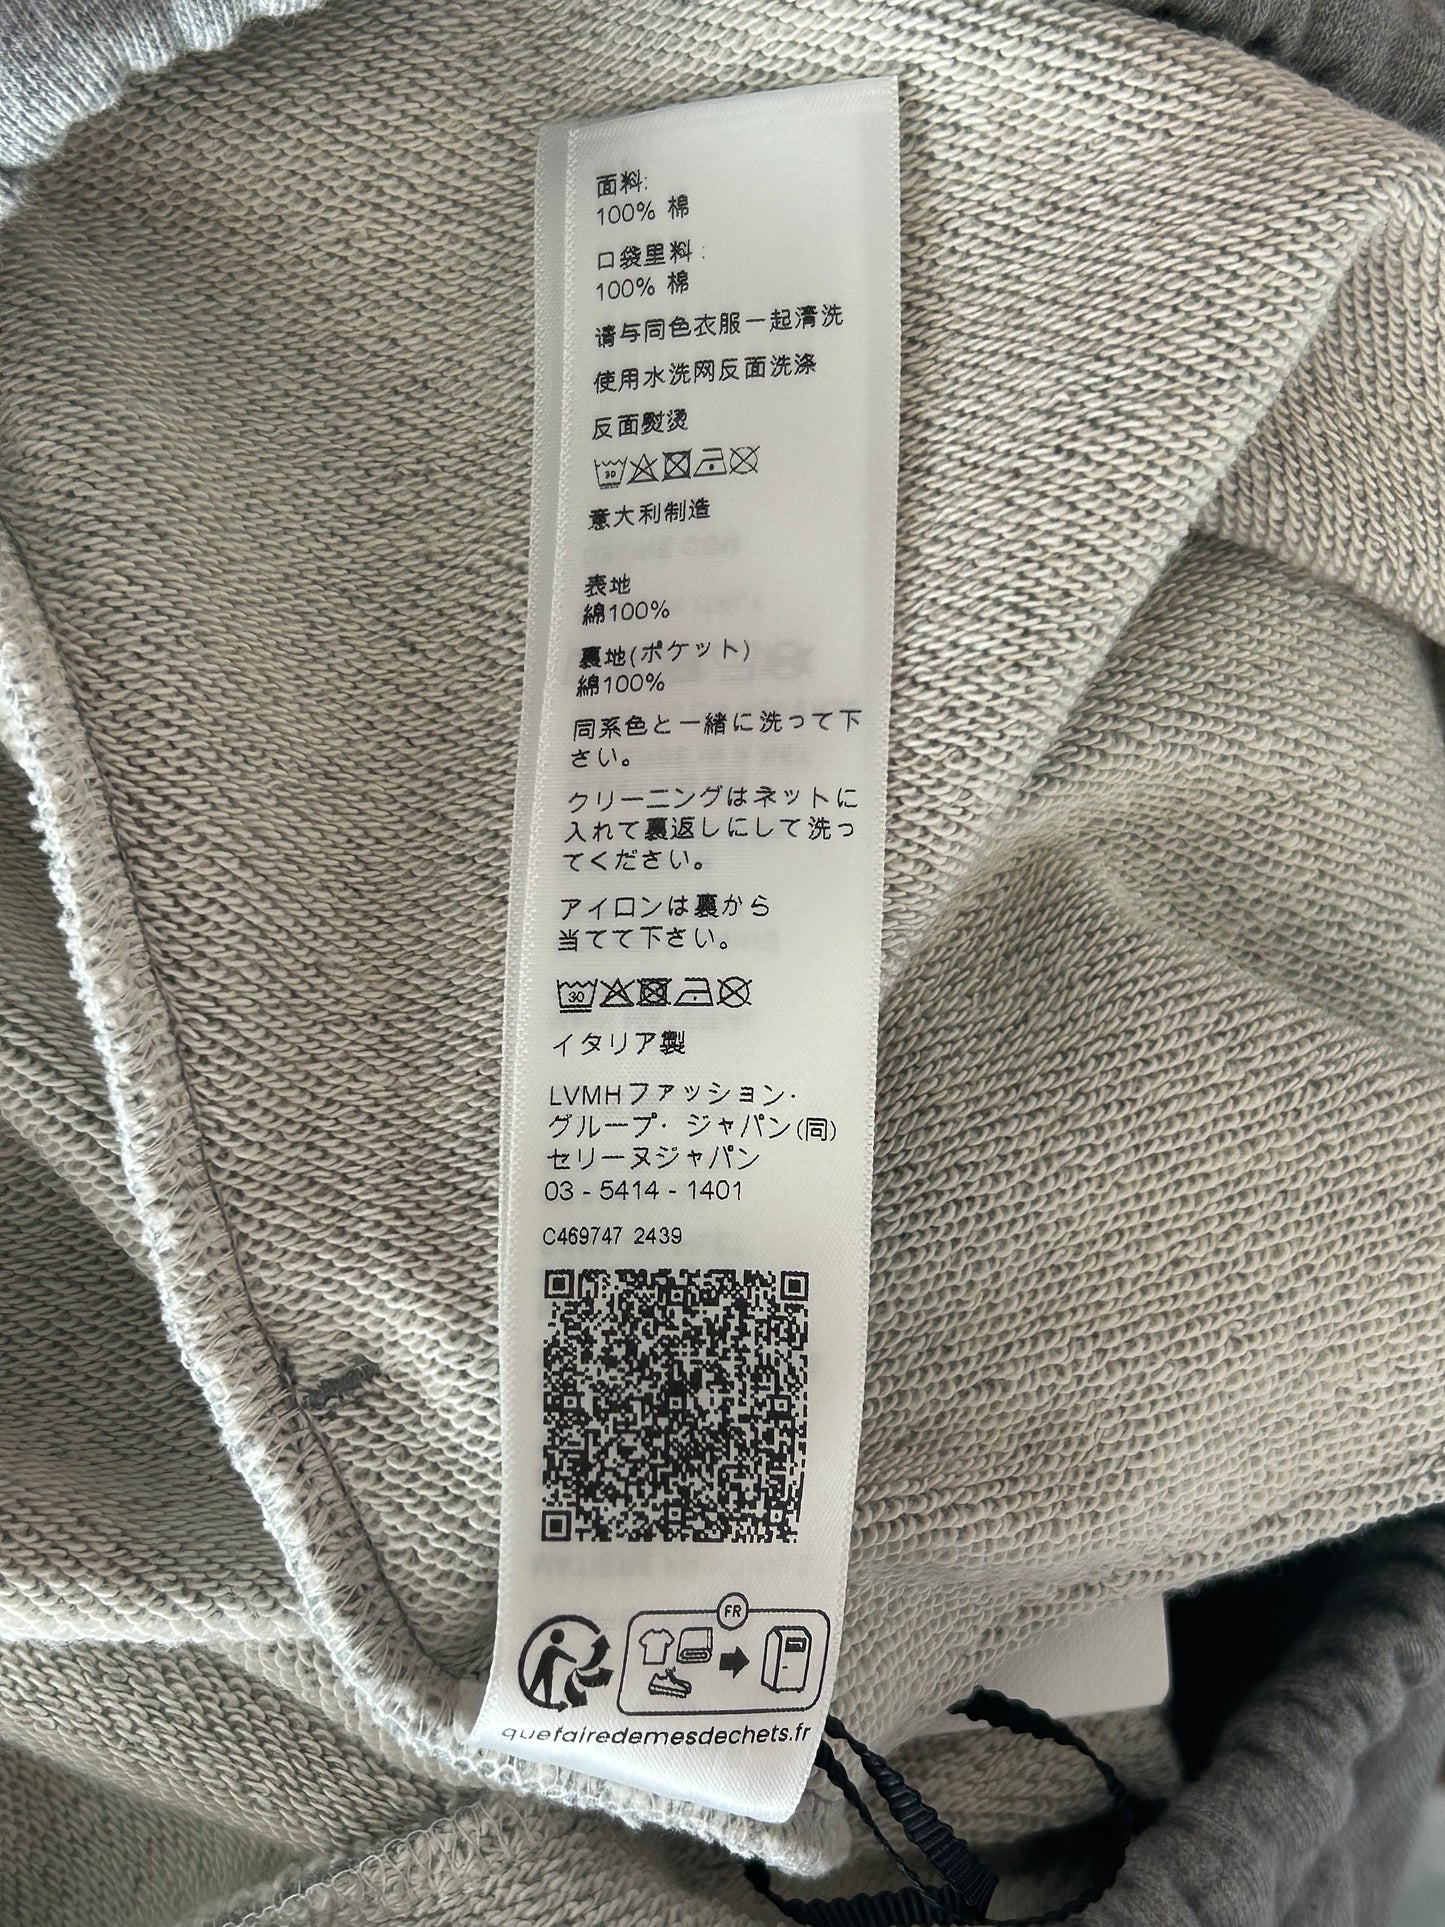 面料:
100% 棉
口袋里料:
100% 棉
请与同色衣服一起清洗
使用水洗网反面洗涤
反面熨烫
30
意大利制造
表地
綿100%
裏地(ポケット)
綿100%
同系色と一緒に洗って下
さい。
クリーニングはネットに
入れて裏返しにして洗っ
てください。
アイロンは裏から
当てて下さい。
30
イタリア製
LVMHファッション·
グループ· ジャパン(同)
セリーヌジャパン
03 - 5414 - 1401
C469747 2439
FR
quefairedemesdechets.fr